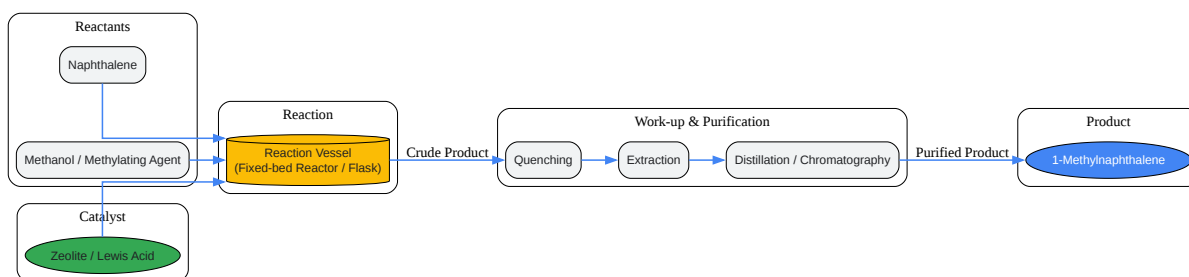 Reactants
Naphthalene
Methanol / Methylating Agent
Catalyst
Zeolite / Lewis Acid
Reaction
Reaction Vessel
(Fixed-bed Reactor / Flask)
Crude Product
Work-up & Purification
Quenching
Extraction
Distillation / Chromatography
Purified Product
Product
1-Methylnaphthalene